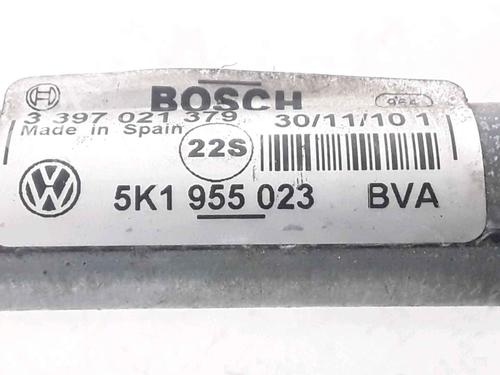 BOSCH
3 397 021 379 30/11/10 1
Made in Spain
22S
5K1 955 023 BVA